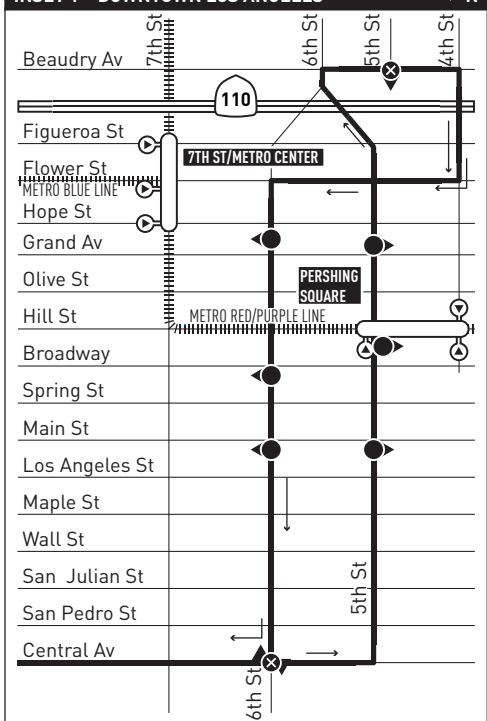 INSET 1 - DOWNTOWN LOS ANGELES
7th St
6th St
5th St
4th St
Beaudry Av
110
Figueroa St
7TH ST/METRO CENTER
Flower St
METRO BLUE LINE
Hope St
Grand Av
Olive St
PERSHING
SQUARE
Hill St
METRO RED/PURPLE LINE
Broadway
Spring St
Main St
Los Angeles St
Maple St
Wall St
San Julian St
5th St
San Pedro St
Central Av
6th St